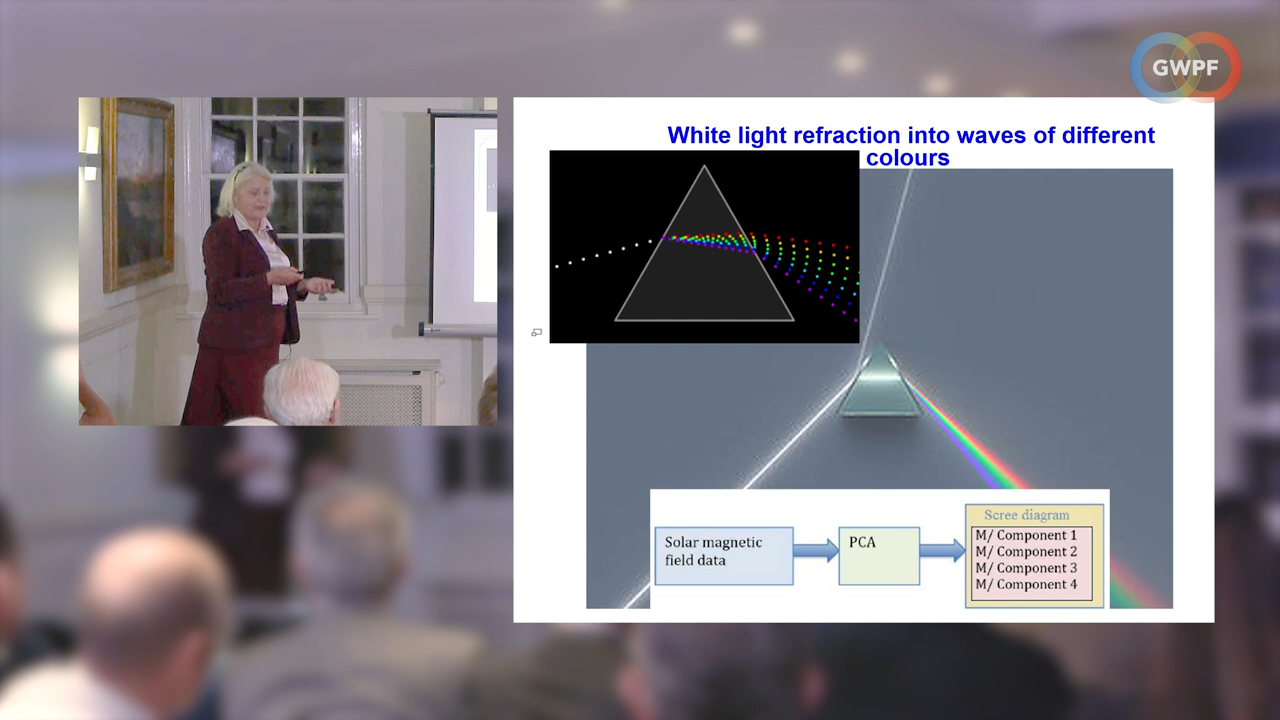 GWPF
White light refraction into waves of different
colours
Solar magnetic
field data
PCA
Scree diagram
M/ Component 1
M/ Component 2
M/ Component 3
M/ Component 4